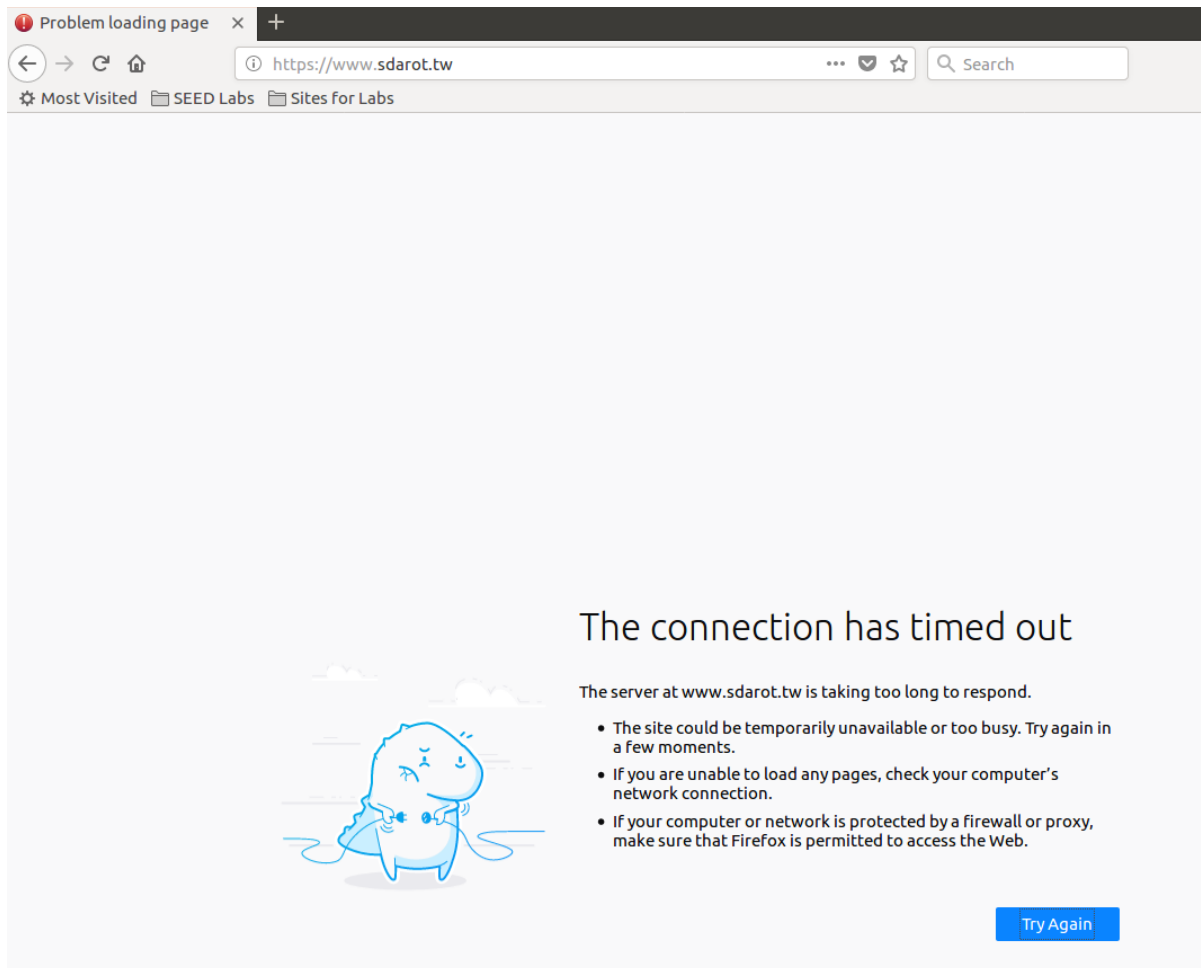 Problem loading page
https://www.sdarot.tw
Search
Most Visited SEED Labs Sites for Labs
The connection has timed out
The server at www.sdarot.tw is taking too long to respond.
• The site could be temporarily unavailable or too busy. Try again in
a few moments.
• If you are unable to load any pages, check your computer’s
network connection.
• If your computer or network is protected by a firewall or proxy,
make sure that Firefox is permitted to access the Web.
Try Again